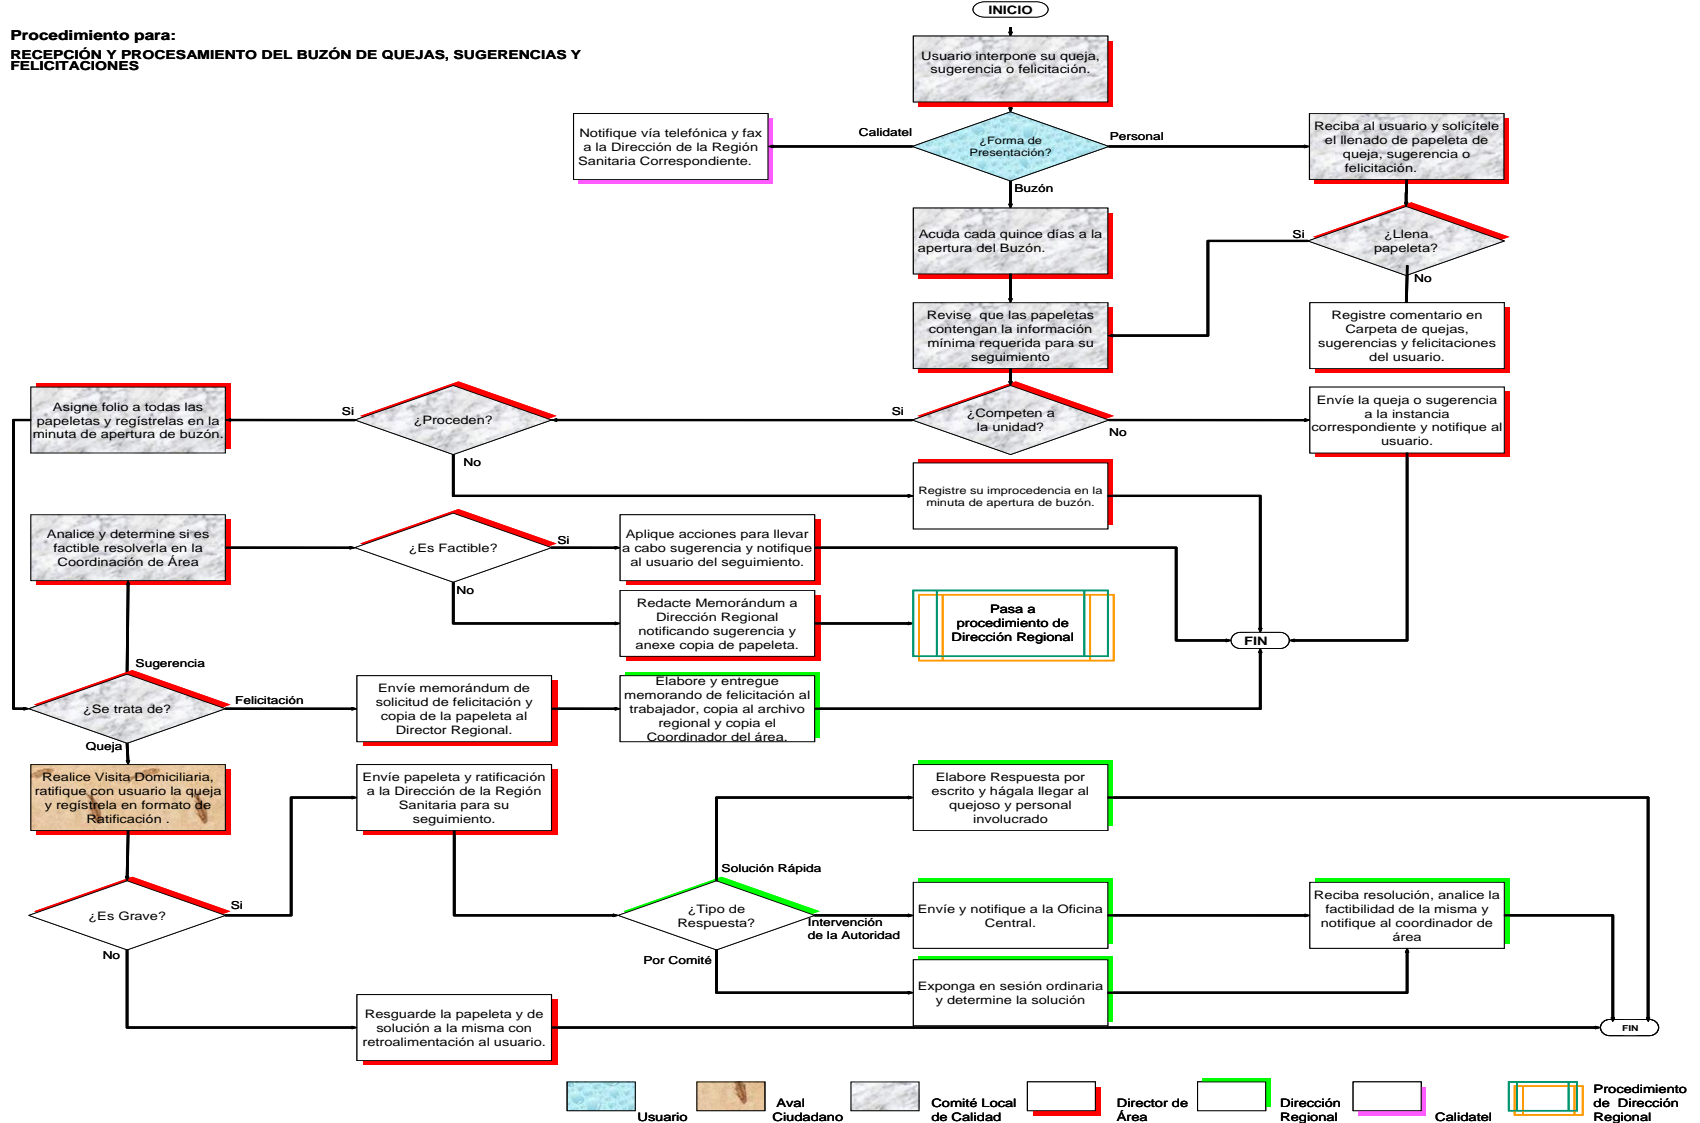 INICIO
Procedimiento para:
RECEPCIÓN Y PROCESAMIENTO DEL BUZÓN DE QUEJAS, SUGERENCIAS Y
FELICITACIONES
Usuario interpone su queja,
sugerencia o felicitación.
Notifique vía telefónica y fax
a la Dirección de la Región
Sanitaria Correspondiente.
Calidatel
¿Forma de
Presentación?
Personal
Buzón
Reciba al usuario y solicítele
el llenado de papeleta de
queja, sugerencia o
felicitación.
Acuda cada quince días a la
apertura del Buzón.
Si
¿Llena
papeleta?
No
Revise que las papeletas
contengan la información
mínima requerida para su
seguimiento
Registre comentario en
Carpeta de quejas,
sugerencias y felicitaciones
del usuario.
Asigne folio a todas las
papeletas y regístrelas en la
minuta de apertura de buzón.
Si
¿Proceden?
No
Si
¿Competen a
la unidad?
No
Envíe la queja o sugerencia
a la instancia
correspondiente y notifique al
usuario.
Registre su improcedencia en la
minuta de apertura de buzón.
Analice y determine si es
factible resolverla en la
Coordinación de Área
¿Es Factible?
Si
No
Aplique acciones para llevar
a cabo sugerencia y notifique
al usuario del seguimiento.
Redacte Memorándum a
Dirección Regional
notificando sugerencia y
anexe copia de papeleta.
Pasa a
procedimiento de
Dirección Regional
FIN
Sugerencia
¿Se trata de?
Felicitación
Queja
Envíe memorándum de
solicitud de felicitación y
copia de la papeleta al
Director Regional.
Elabore y entregue
memorando de felicitación al
trabajador, copia al archivo
regional y copia el
Coordinador del área.
Realice Visita Domiciliaria,
ratifique con usuario la queja
y regístrela en formato de
Ratificación .
Envíe papeleta y ratificación
a la Dirección de la Región
Sanitaria para su
seguimiento.
Elabore Respuesta por
escrito y hágala llegar al
quejoso y personal
involucrado
Solución Rápida
¿Es Grave?
Si
No
¿Tipo de
Respuesta?
Intervención
de la Autoridad
Por Comité
Envíe y notifique a la Oficina
Central.
Reciba resolución, analice la
factibilidad de la misma y
notifique al coordinador de
área
Exponga en sesión ordinaria
y determine la solución
Resguarde la papeleta y de
solución a la misma con
retroalimentación al usuario.
FIN
Usuario
Aval
Ciudadano
Comité Local
de Calidad
Director de
Área
Dirección
Regional
Calidatel
Procedimiento
de Dirección
Regional